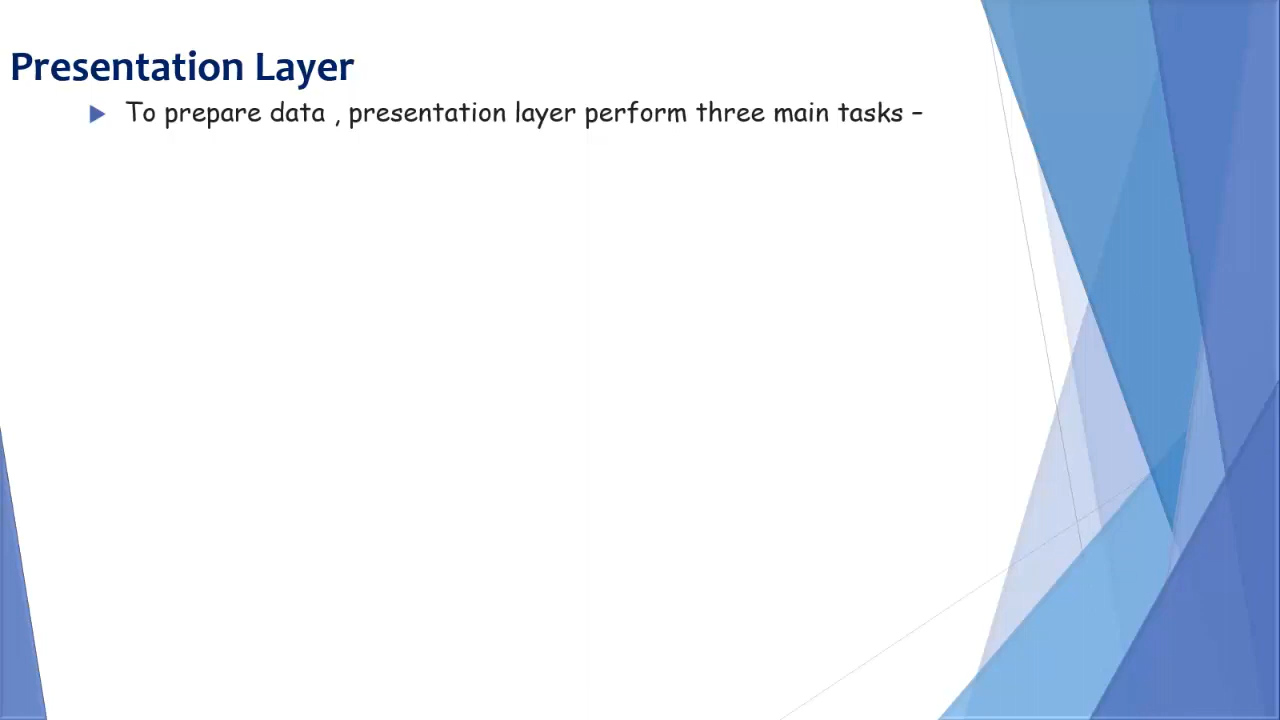 Presentation Layer
To prepare data , presentation layer perform three main tasks –